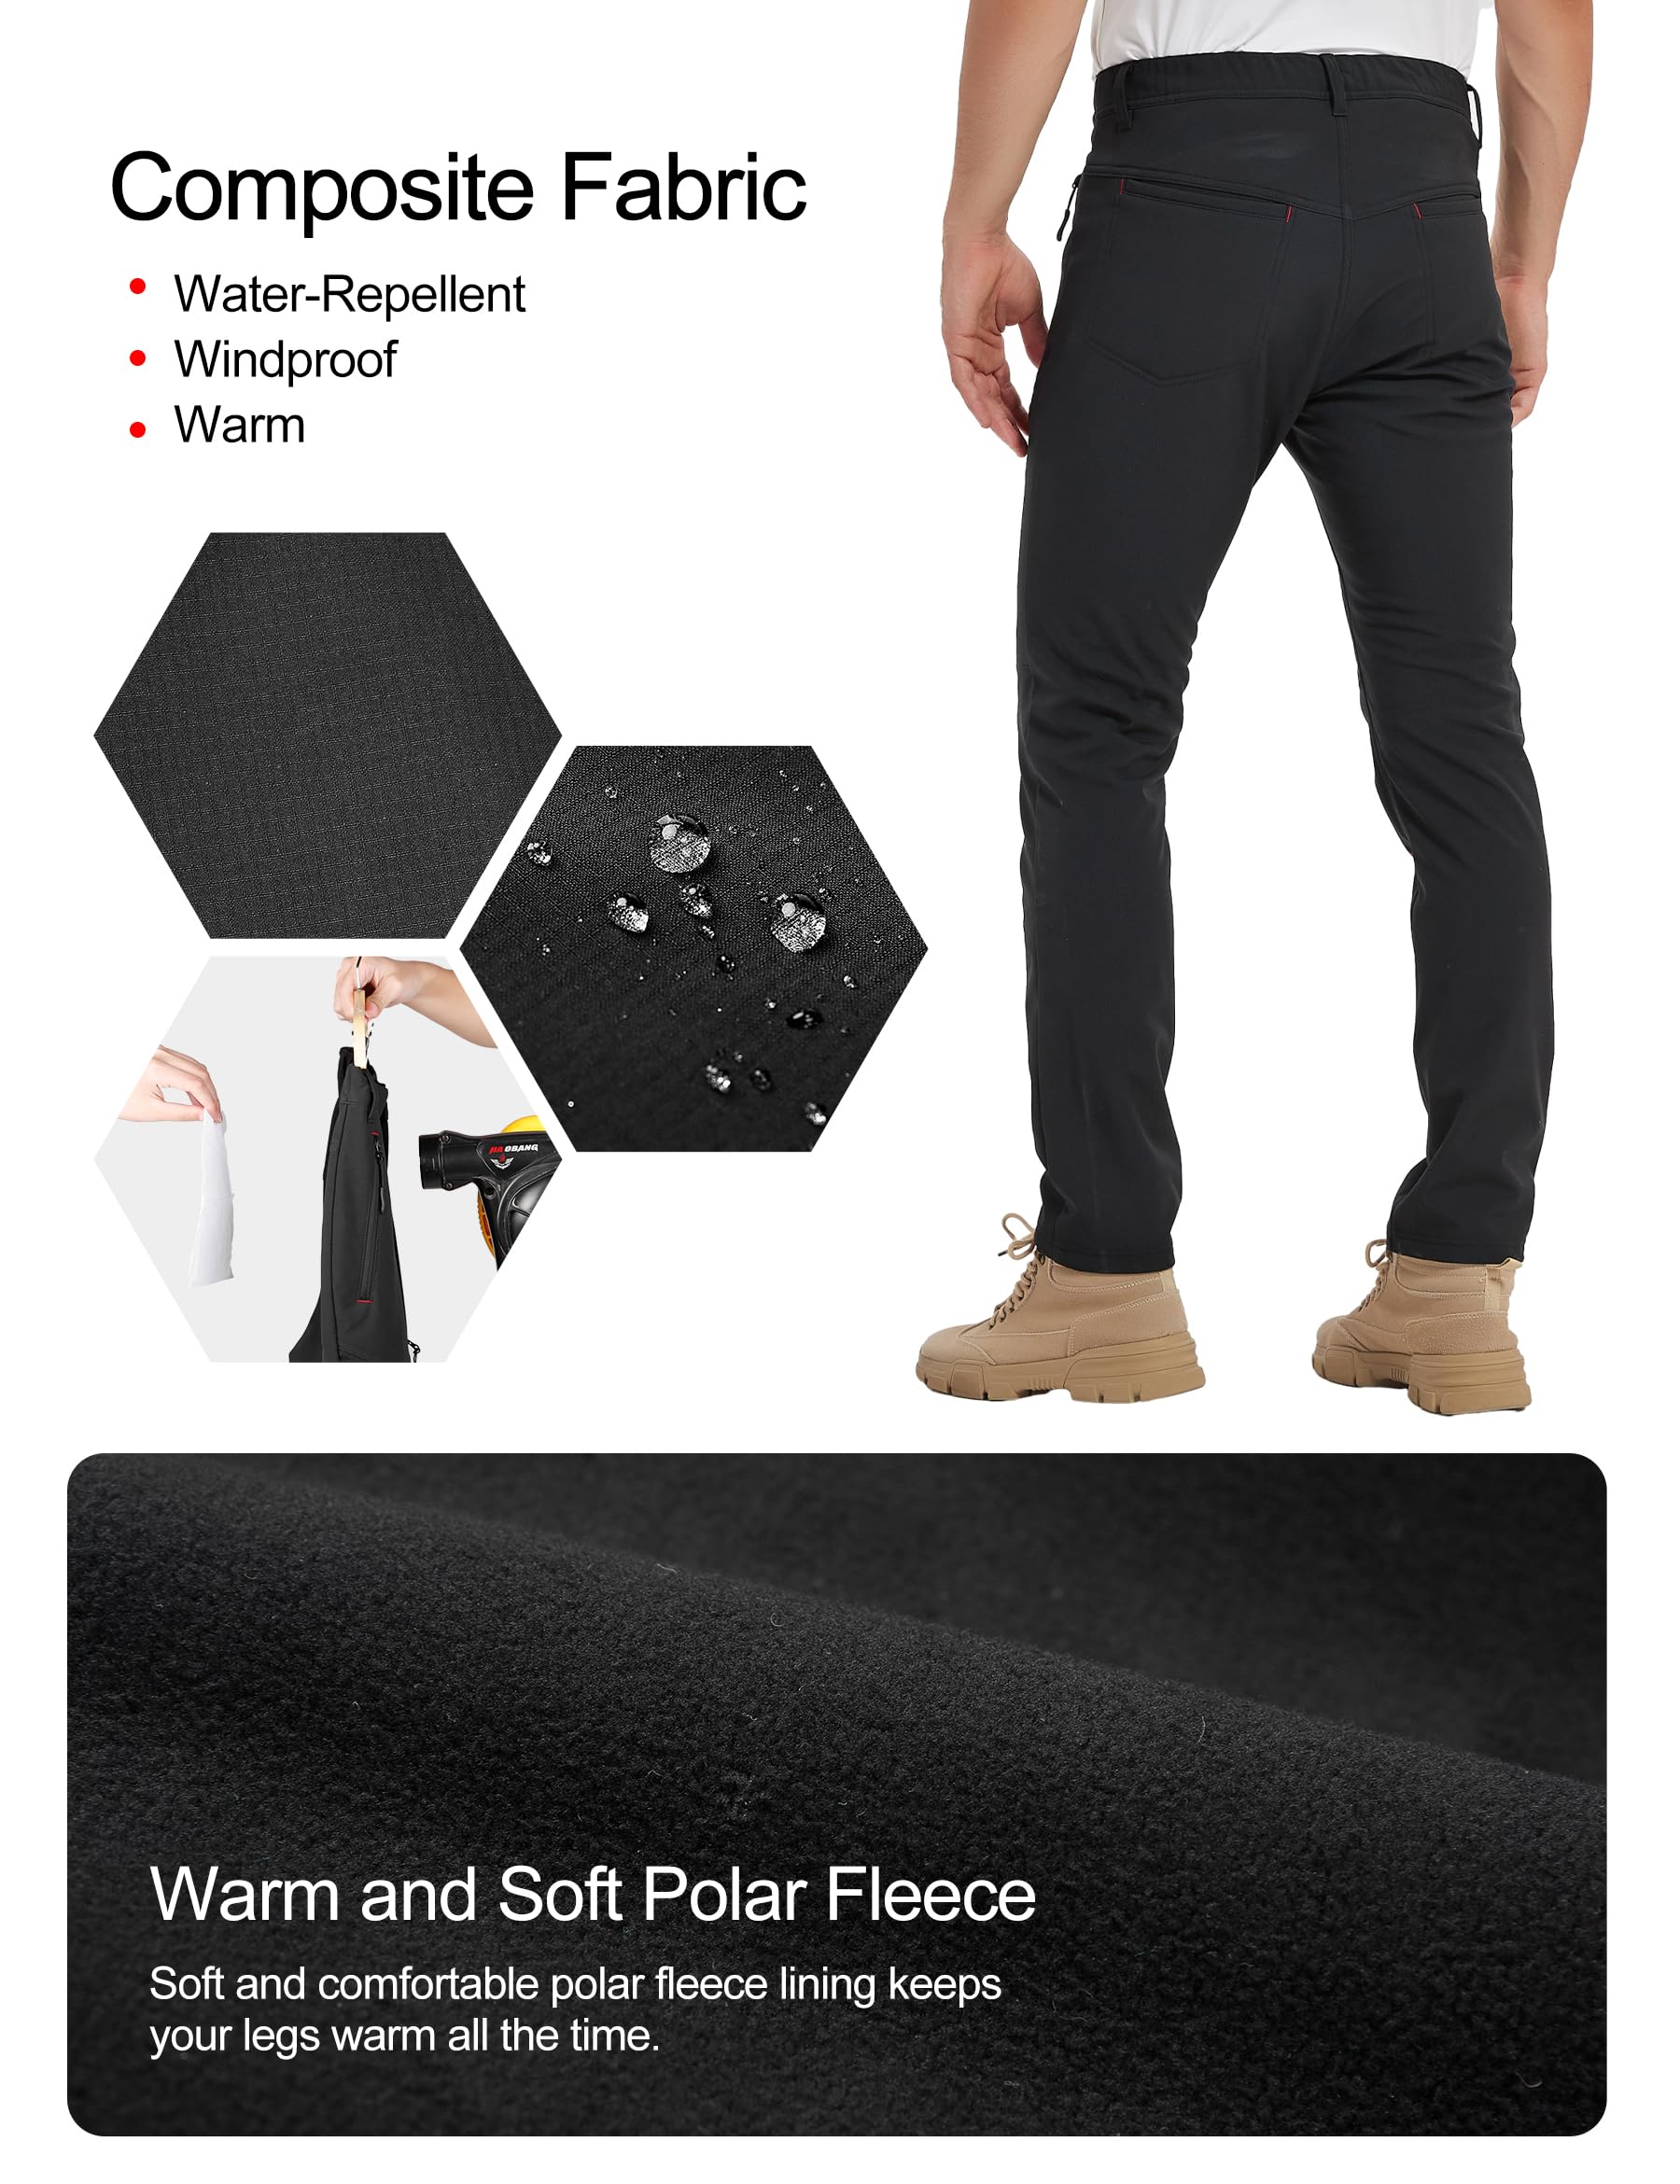 Composite Fabric
Water-Repellent
Windproof
Warm
JIAOBANG
Warm and Soft Polar Fleece
Soft and comfortable polar fleece lining keeps
your legs warm all the time.